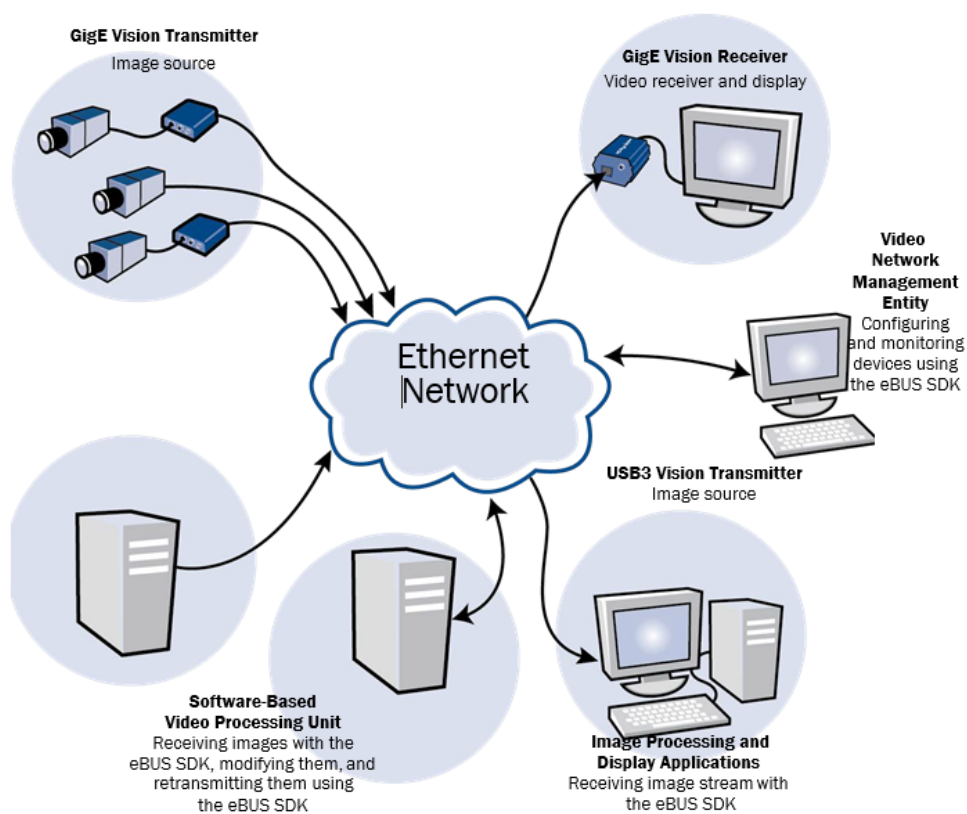 GigE Vision Transmitter
Image source
GigE Vision Receiver
Video receiver and display
Video
Network
Management
Entity
Configuring
and monitoring
devices using
the eBUS SDK
Ethernet
Network
USB3 Vision Transmitter
Image source
Software-Based
Video Processing Unit
Receiving images with the
eBUS SDK, modifying them, and
retransmitting them using
the eBUS SDK
Image Processing and
Display Applications
Receiving image stream with
the eBUS SDK